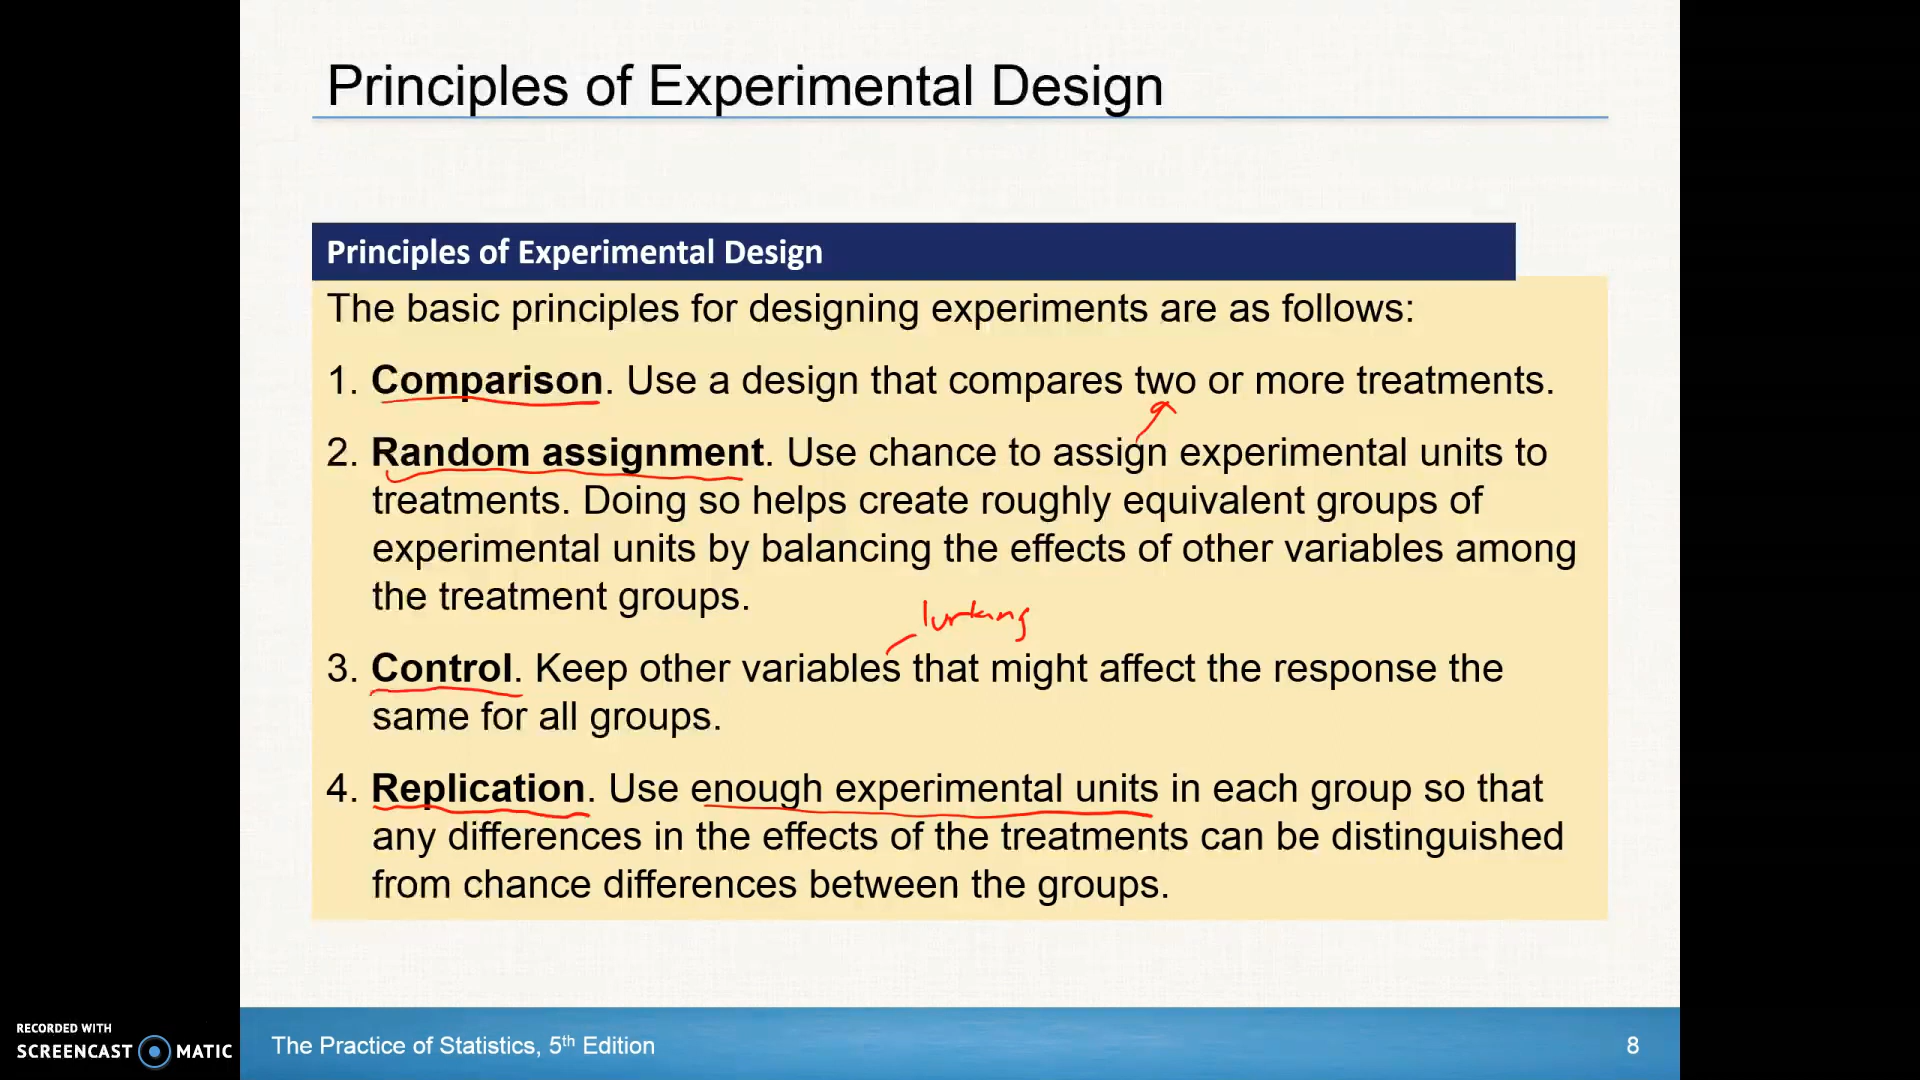 Principles of Experimental Design
Principles of Experimental Design
The basic principles for designing experiments are as follows:
1. Comparison. Use a design that compares two or more treatments.
2. Random assignment. Use chance to assign experimental units to
treatments. Doing so helps create roughly equivalent groups of
experimental units by balancing the effects of other variables among
the treatment groups.
lurking
3. Control. Keep other variables that might affect the response the
same for all groups.
4. Replication. Use enough experimental units in each group so that
any differences in the effects of the treatments can be distinguished
from chance differences between the groups.
RECORDED WITH
SCREENCAST MATIC
The Practice of Statistics, 5th Edition
8